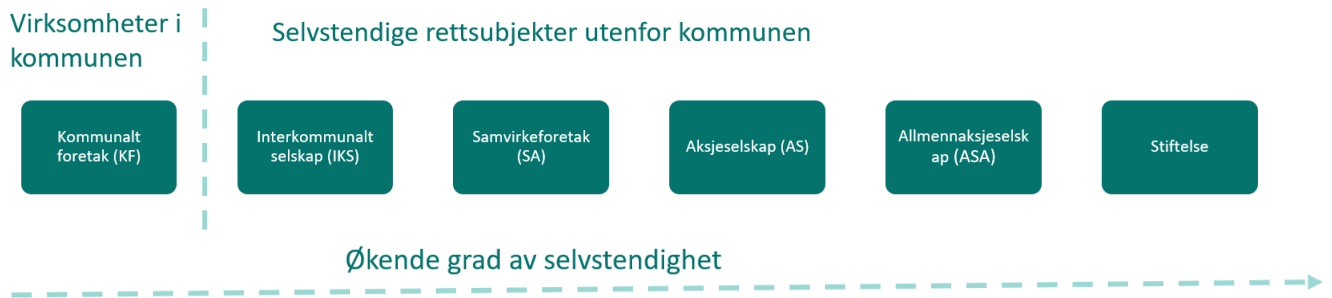 Virksomheter i
kommunen
Selvstendige rettsubjekter utenfor kommunen
Kommunalt
foretak (KF)
Interkommunalt
selskap (IKS)
Samvirkeforetak
(SA)
Aksjeselskap (AS)
Allmennaksjeselsk
ap (ASA)
Stiftelse
Økende grad av selvstendighet